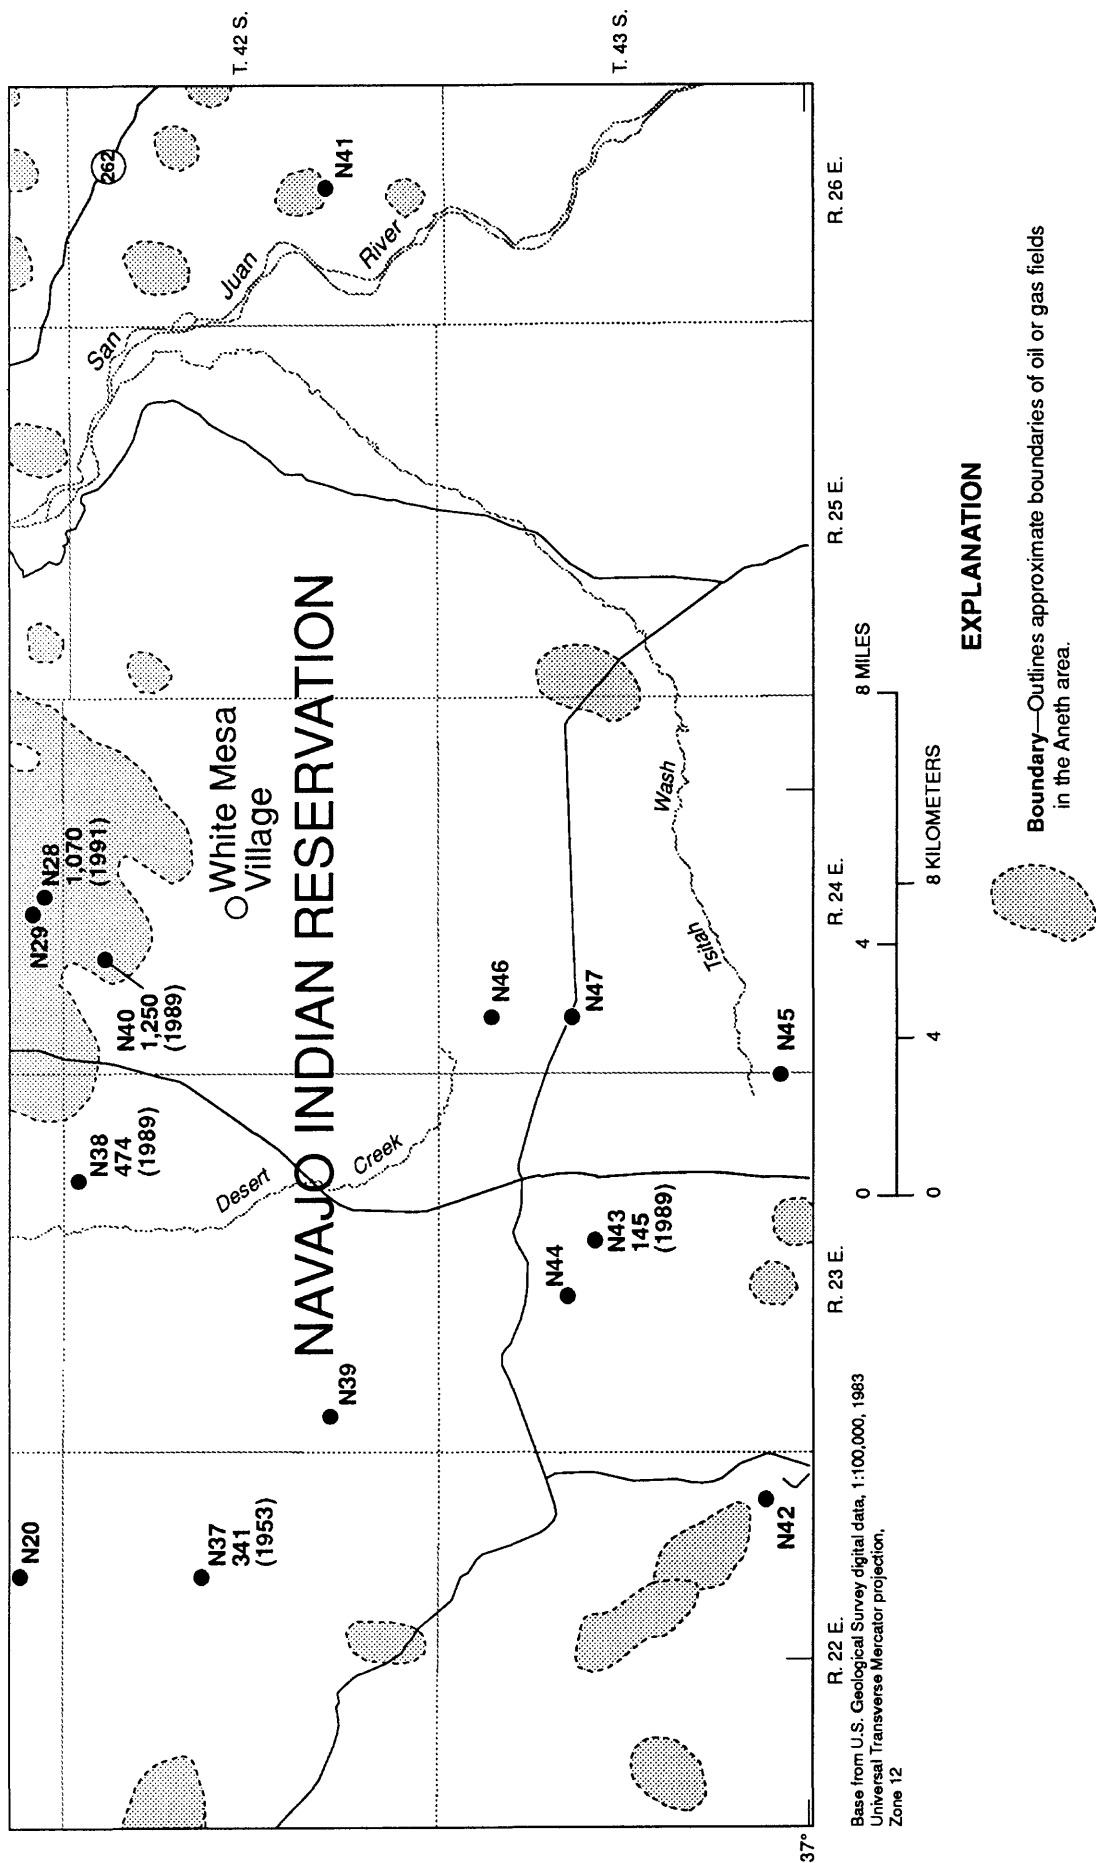 T. 42 S.
T. 43 S.
N20
N37
341
(1953)
N38
474
(1989)
N29
N28
1,070
(1991)
N40
1,250
(1989)
White Mesa
Village
262
San
Juan
River
N41
NAVAJO INDIAN RESERVATION
Desert
Creek
N39
N46
N47
N44
N43
145
(1989)
N42
N45
Tsitah
Wash
37°
R. 22 E.
R. 23 E.
R. 24 E.
R. 25 E.
R. 26 E.
Base from U.S. Geological Survey digital data, 1:100,000, 1983
Universal Transverse Mercator projection,
Zone 12
0
4
8 MILES
0
4
8 KILOMETERS
EXPLANATION
Boundary—Outlines approximate boundaries of oil or gas fields
in the Aneth area.